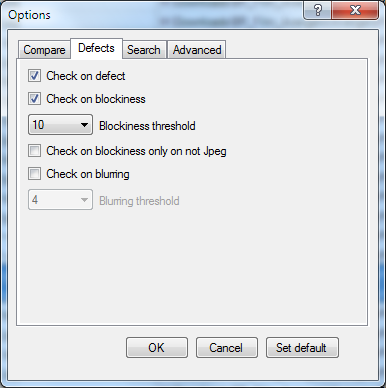 Options
Compare Defects Search Advanced
Check on defect
Check on blockiness
10 Blockiness threshold
Check on blockiness only on not Jpeg
Check on blurring
4 Blurring threshold
OK Cancel Set default